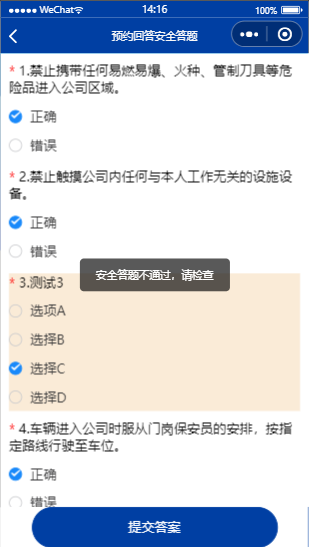 WeChat
14:16
100%
预约回答安全答题
* 1.禁止携带任何易燃易爆、火种、管制刀具等危
险品进入公司区域。
正确
错误
* 2.禁止触摸公司内任何与本人工作无关的设施设
备。
正确
错误
安全答题不通过，请检查
* 3.测试3
选项A
选择B
选择C
选择D
* 4.车辆进入公司时服从门岗保安员的安排，按指
定路线行驶至车位。
正确
错误
提交答案